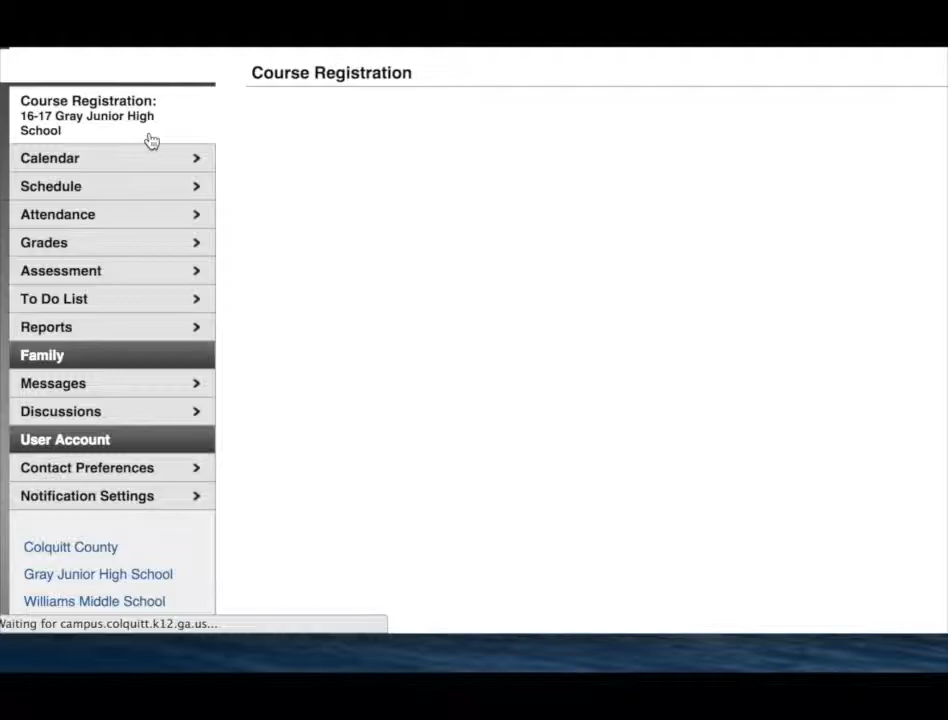 Course Registration
Course Registration:
16-17 Gray Junior High
School
Calendar
Schedule
Attendance
Grades
Assessment
To Do List
Reports
Family
Messages
Discussions
User Account
Contact Preferences
Notification Settings
Colquitt County
Gray Junior High School
Williams Middle School
Waiting for campus.colquitt.k12.ga.us...